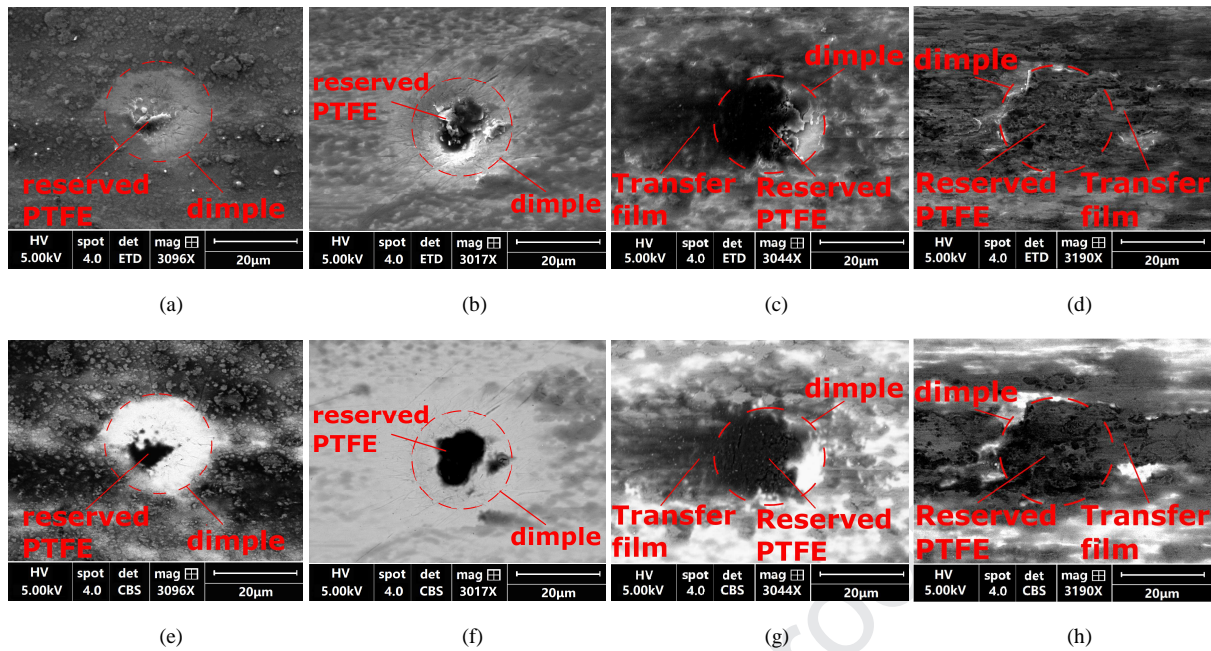 reserved
PTFE
dimple
HV spot det mag
5.00kV 4.0 ETD 3096X 20μm
reserved
PTFE
dimple
HV spot det mag
5.00kV 4.0 ETD 3017X 20μm
dimple
Transfer
film
Reserved
PTFE
HV spot det mag
5.00kV 4.0 ETD 3044X 20μm
dimple
Reserved
PTFE
Transfer
film
HV spot det mag
5.00kV 4.0 ETD 3190X 20μm
(a)
(b)
(c)
(d)
reserved
PTFE
dimple
HV spot det mag
5.00kV 4.0 CBS 3096X 20μm
reserved
PTFE
dimple
HV spot det mag
5.00kV 4.0 CBS 3017X 20μm
dimple
Transfer
film
Reserved
PTFE
HV spot det mag
5.00kV 4.0 CBS 3044X 20μm
dimple
Reserved
PTFE
Transfer
film
HV spot det mag
5.00kV 4.0 CBS 3190X 20μm
(e)
(f)
(g)
(h)